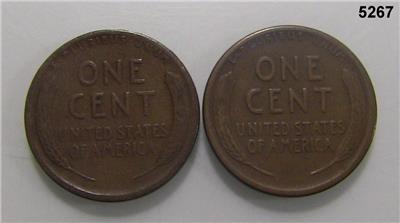 5267
ONE
CENT
UNITED STATES
OF AMERICA
ONE
CENT
UNITED STATES
OF AMERICA